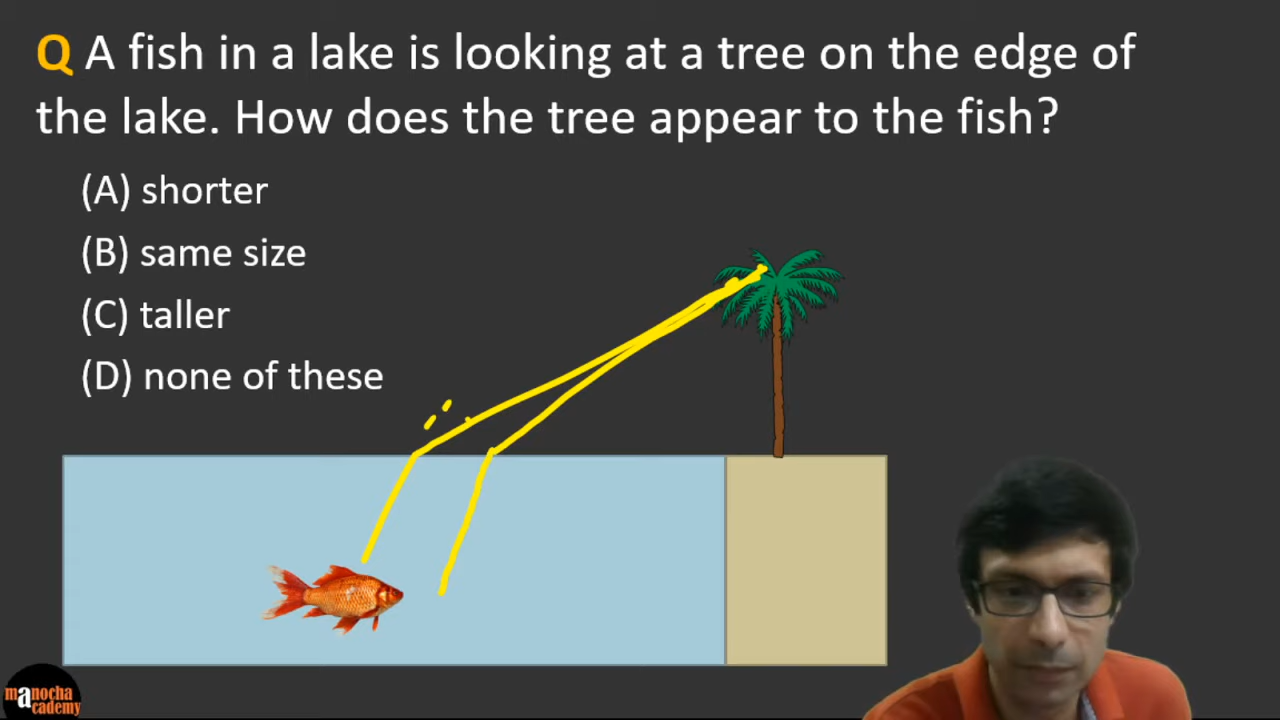 Q A fish in a lake is looking at a tree on the edge of
the lake. How does the tree appear to the fish?
(A) shorter
(B) same size
(C) taller
(D) none of these
manocha
academy